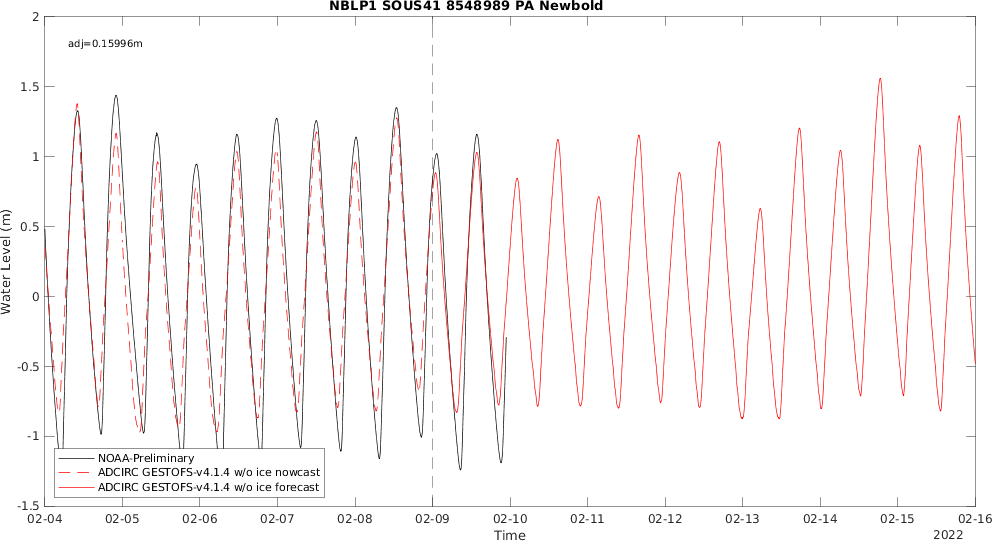 NBLP1 SOUS41 8548989 PA Newbold
adj=0.15996m
2
1.5
1
0.5
0
-0.5
-1
-1.5
Water Level (m)
NOAA-Preliminary
ADCIRC GESTOFS-v4.1.4 w/o ice nowcast
ADCIRC GESTOFS-v4.1.4 w/o ice forecast
02-04 02-05 02-06 02-07 02-08 02-09 02-10 02-11 02-12 02-13 02-14 02-15 02-16
Time
2022